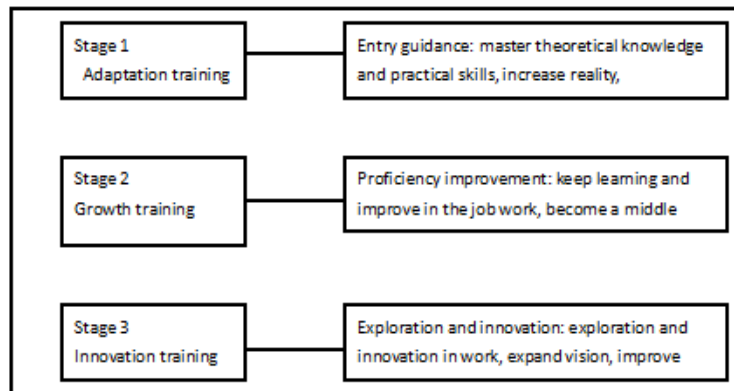 Stage 1
Adaptation training
Entry guidance: master theoretical knowledge
and practical skills, increase reality,
Stage 2
Growth training
Proficiency improvement: keep learning and
improve in the job work, become a middle
Stage 3
Innovation training
Exploration and innovation: exploration and
innovation in work, expand vision, improve